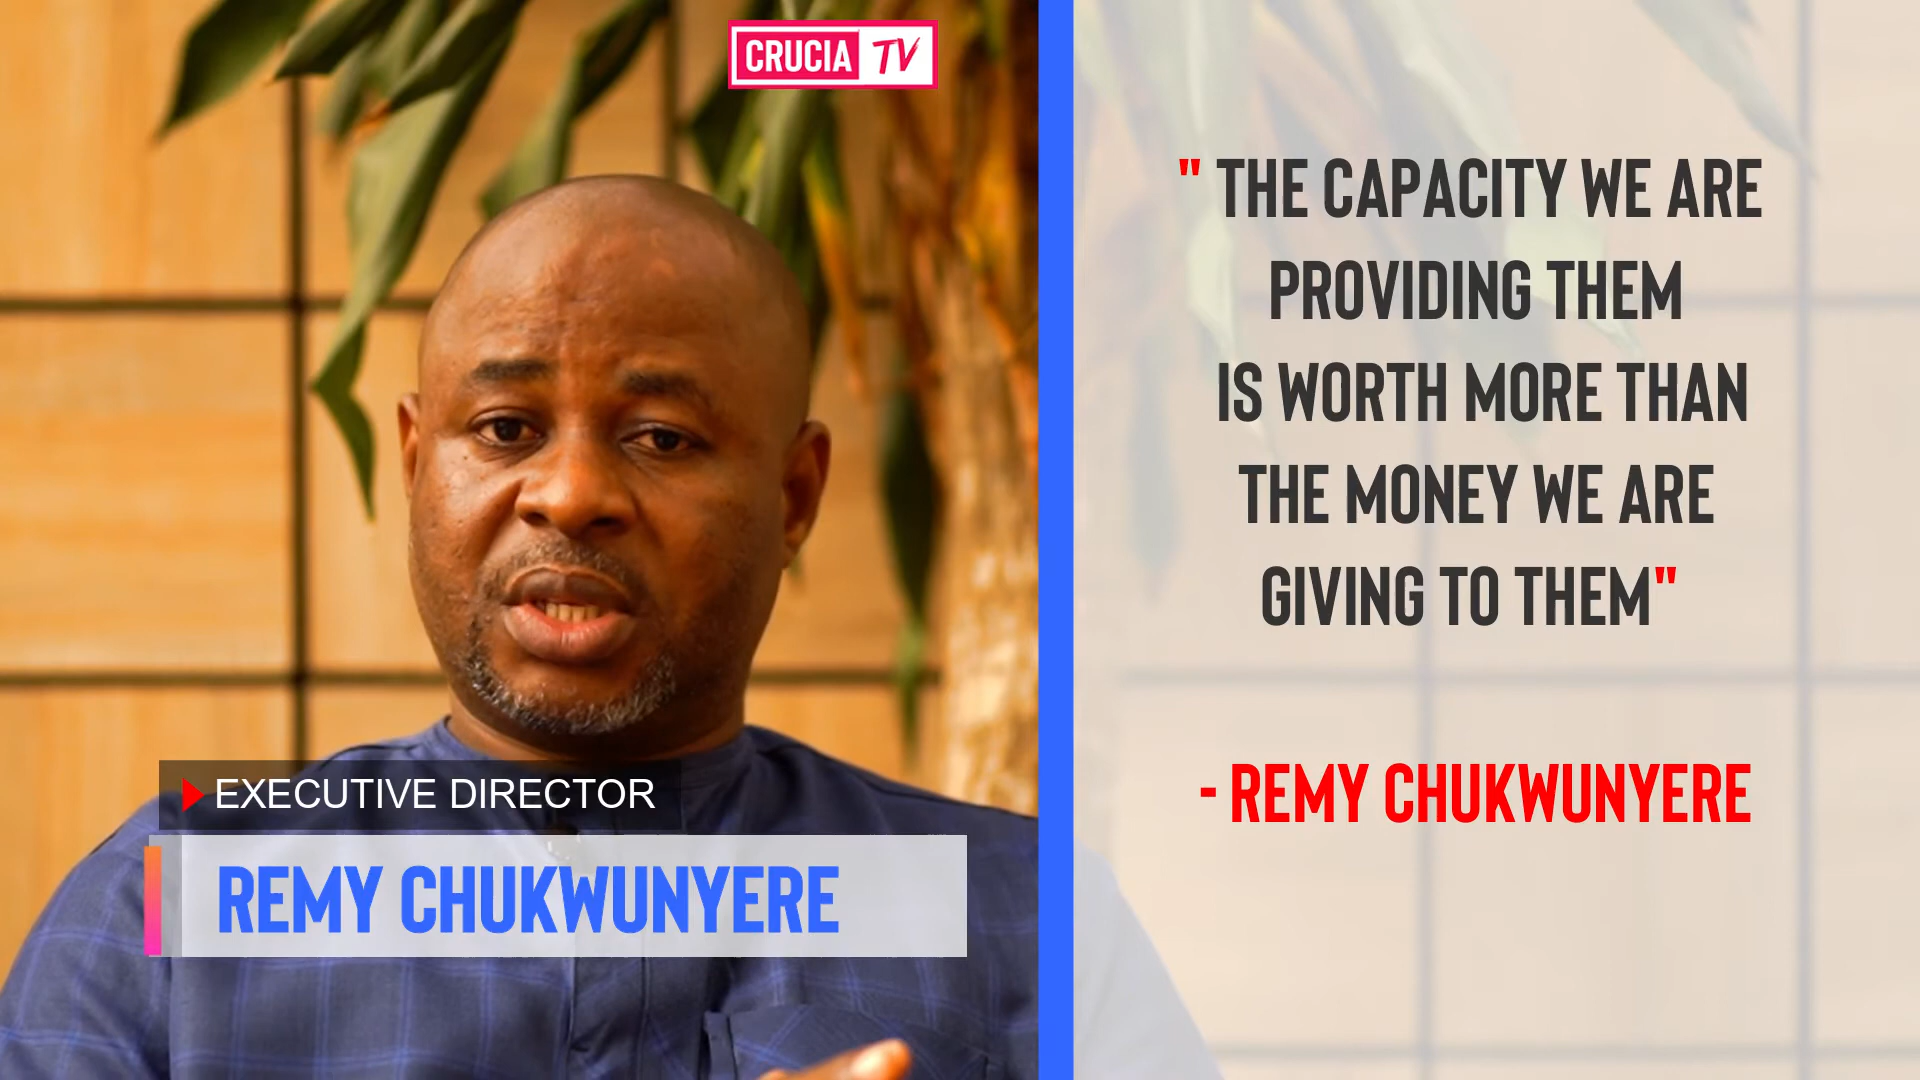 CRUCIA TV
" THE CAPACITY WE ARE
PROVIDING THEM
IS WORTH MORE THAN
THE MONEY WE ARE
GIVING TO THEM"
- REMY CHUKWUNYERE
EXECUTIVE DIRECTOR
REMY CHUKWUNYERE